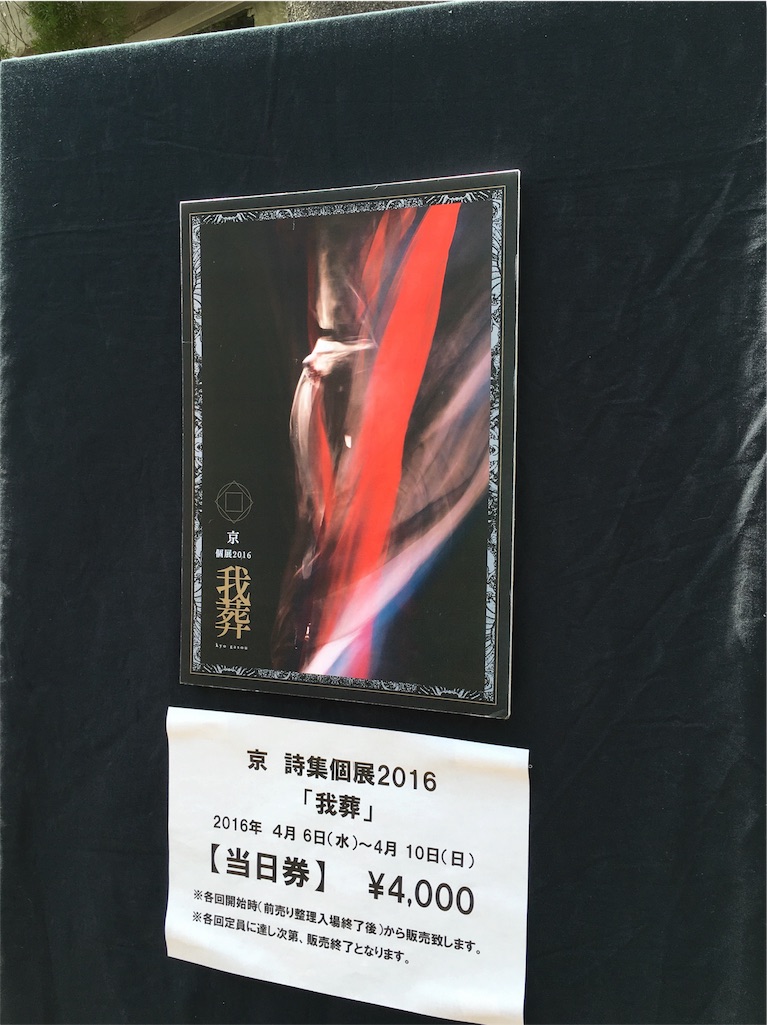 京
個展2016
我葬
kyo gasou
京 詩集個展2016
「我葬」
2016年 4月 6日(水)～4月 10日(日)
【当日券】 ¥4,000
※各回開始時(前売り整理入場終了後)から販売致します。
※各回定員に達し次第、販売終了となります。